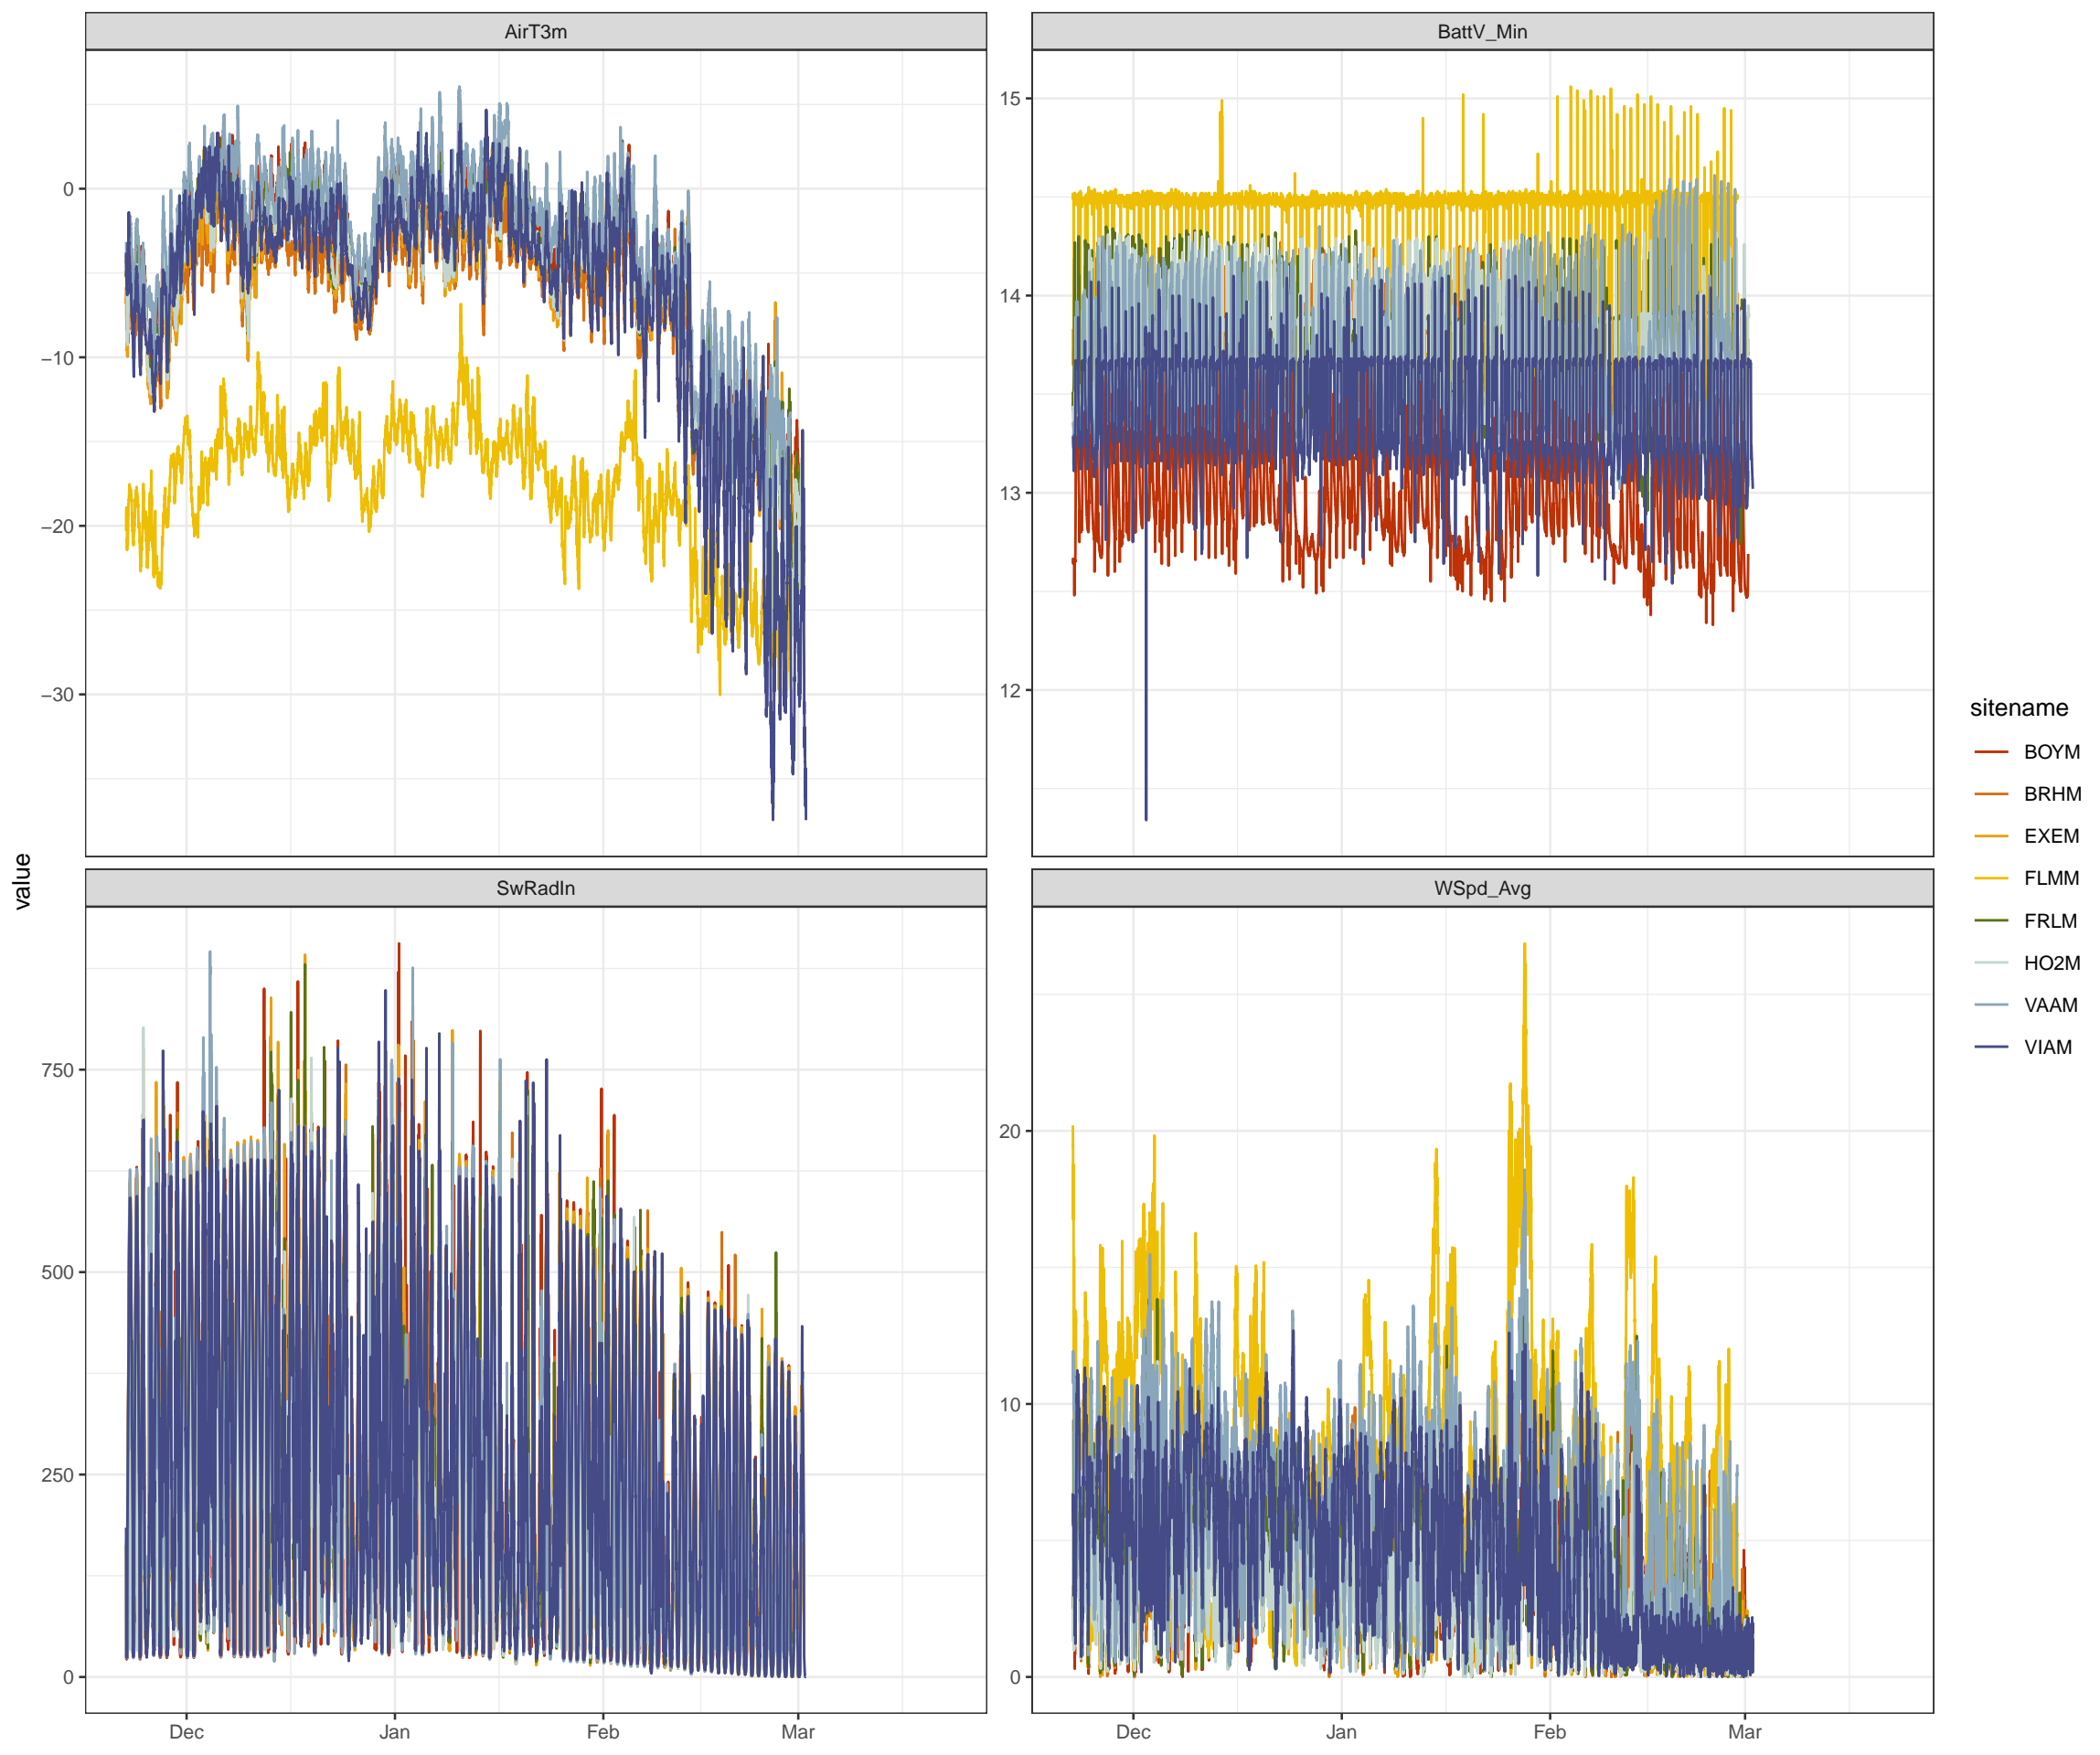 AirT3m
BattV_Min
0
−10
−20
−30
15
14
13
12
value
SwRadIn
WSpd_Avg
750
500
250
0
20
10
0
Dec Jan Feb Mar
Dec Jan Feb Mar
sitename
BOYM
BRHM
EXEM
FLMM
FRLM
HO2M
VAAM
VIAM